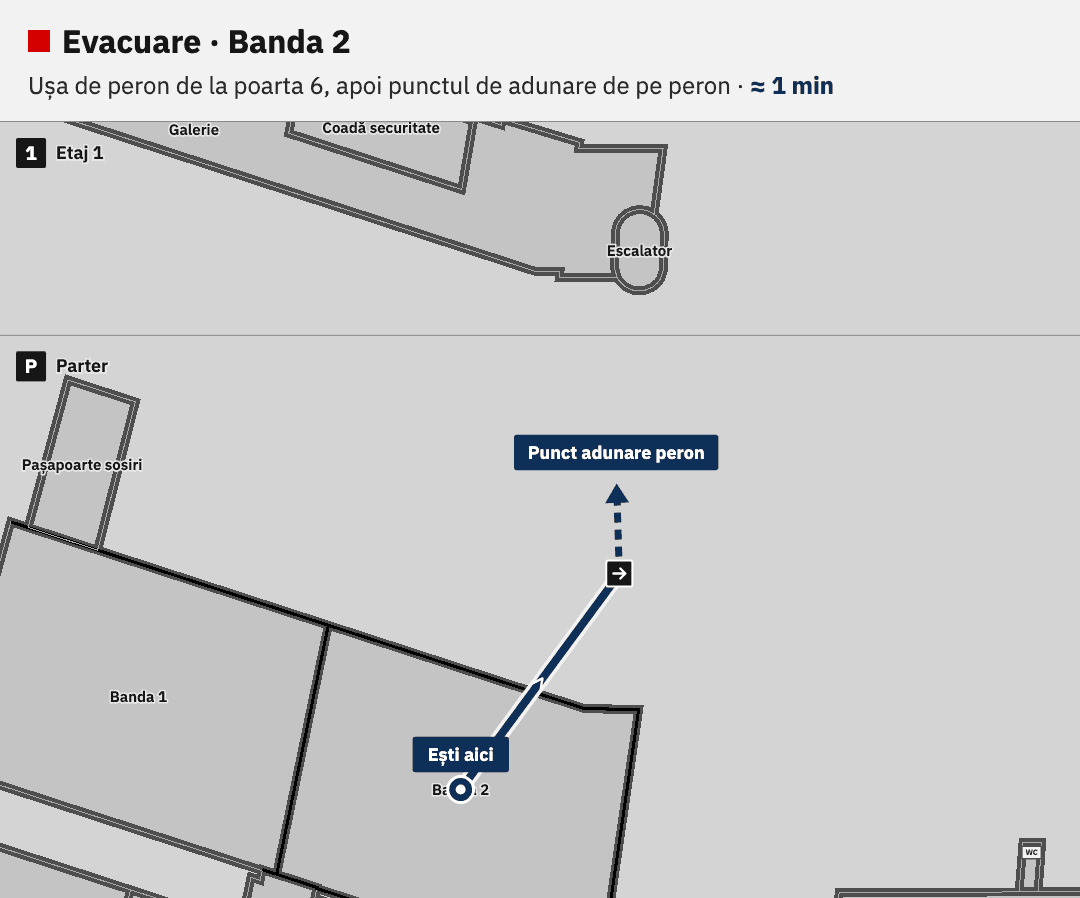 Evacuare · Banda 2
Ușa de peron de la poarta 6, apoi punctul de adunare de pe peron · ≈ 1 min
Galerie
Coadă securitate
1 Etaj 1
Escalator
P Parter
Punct adunare peron
Pașapoarte sosiri
Banda 1
Ești aici
2
WC